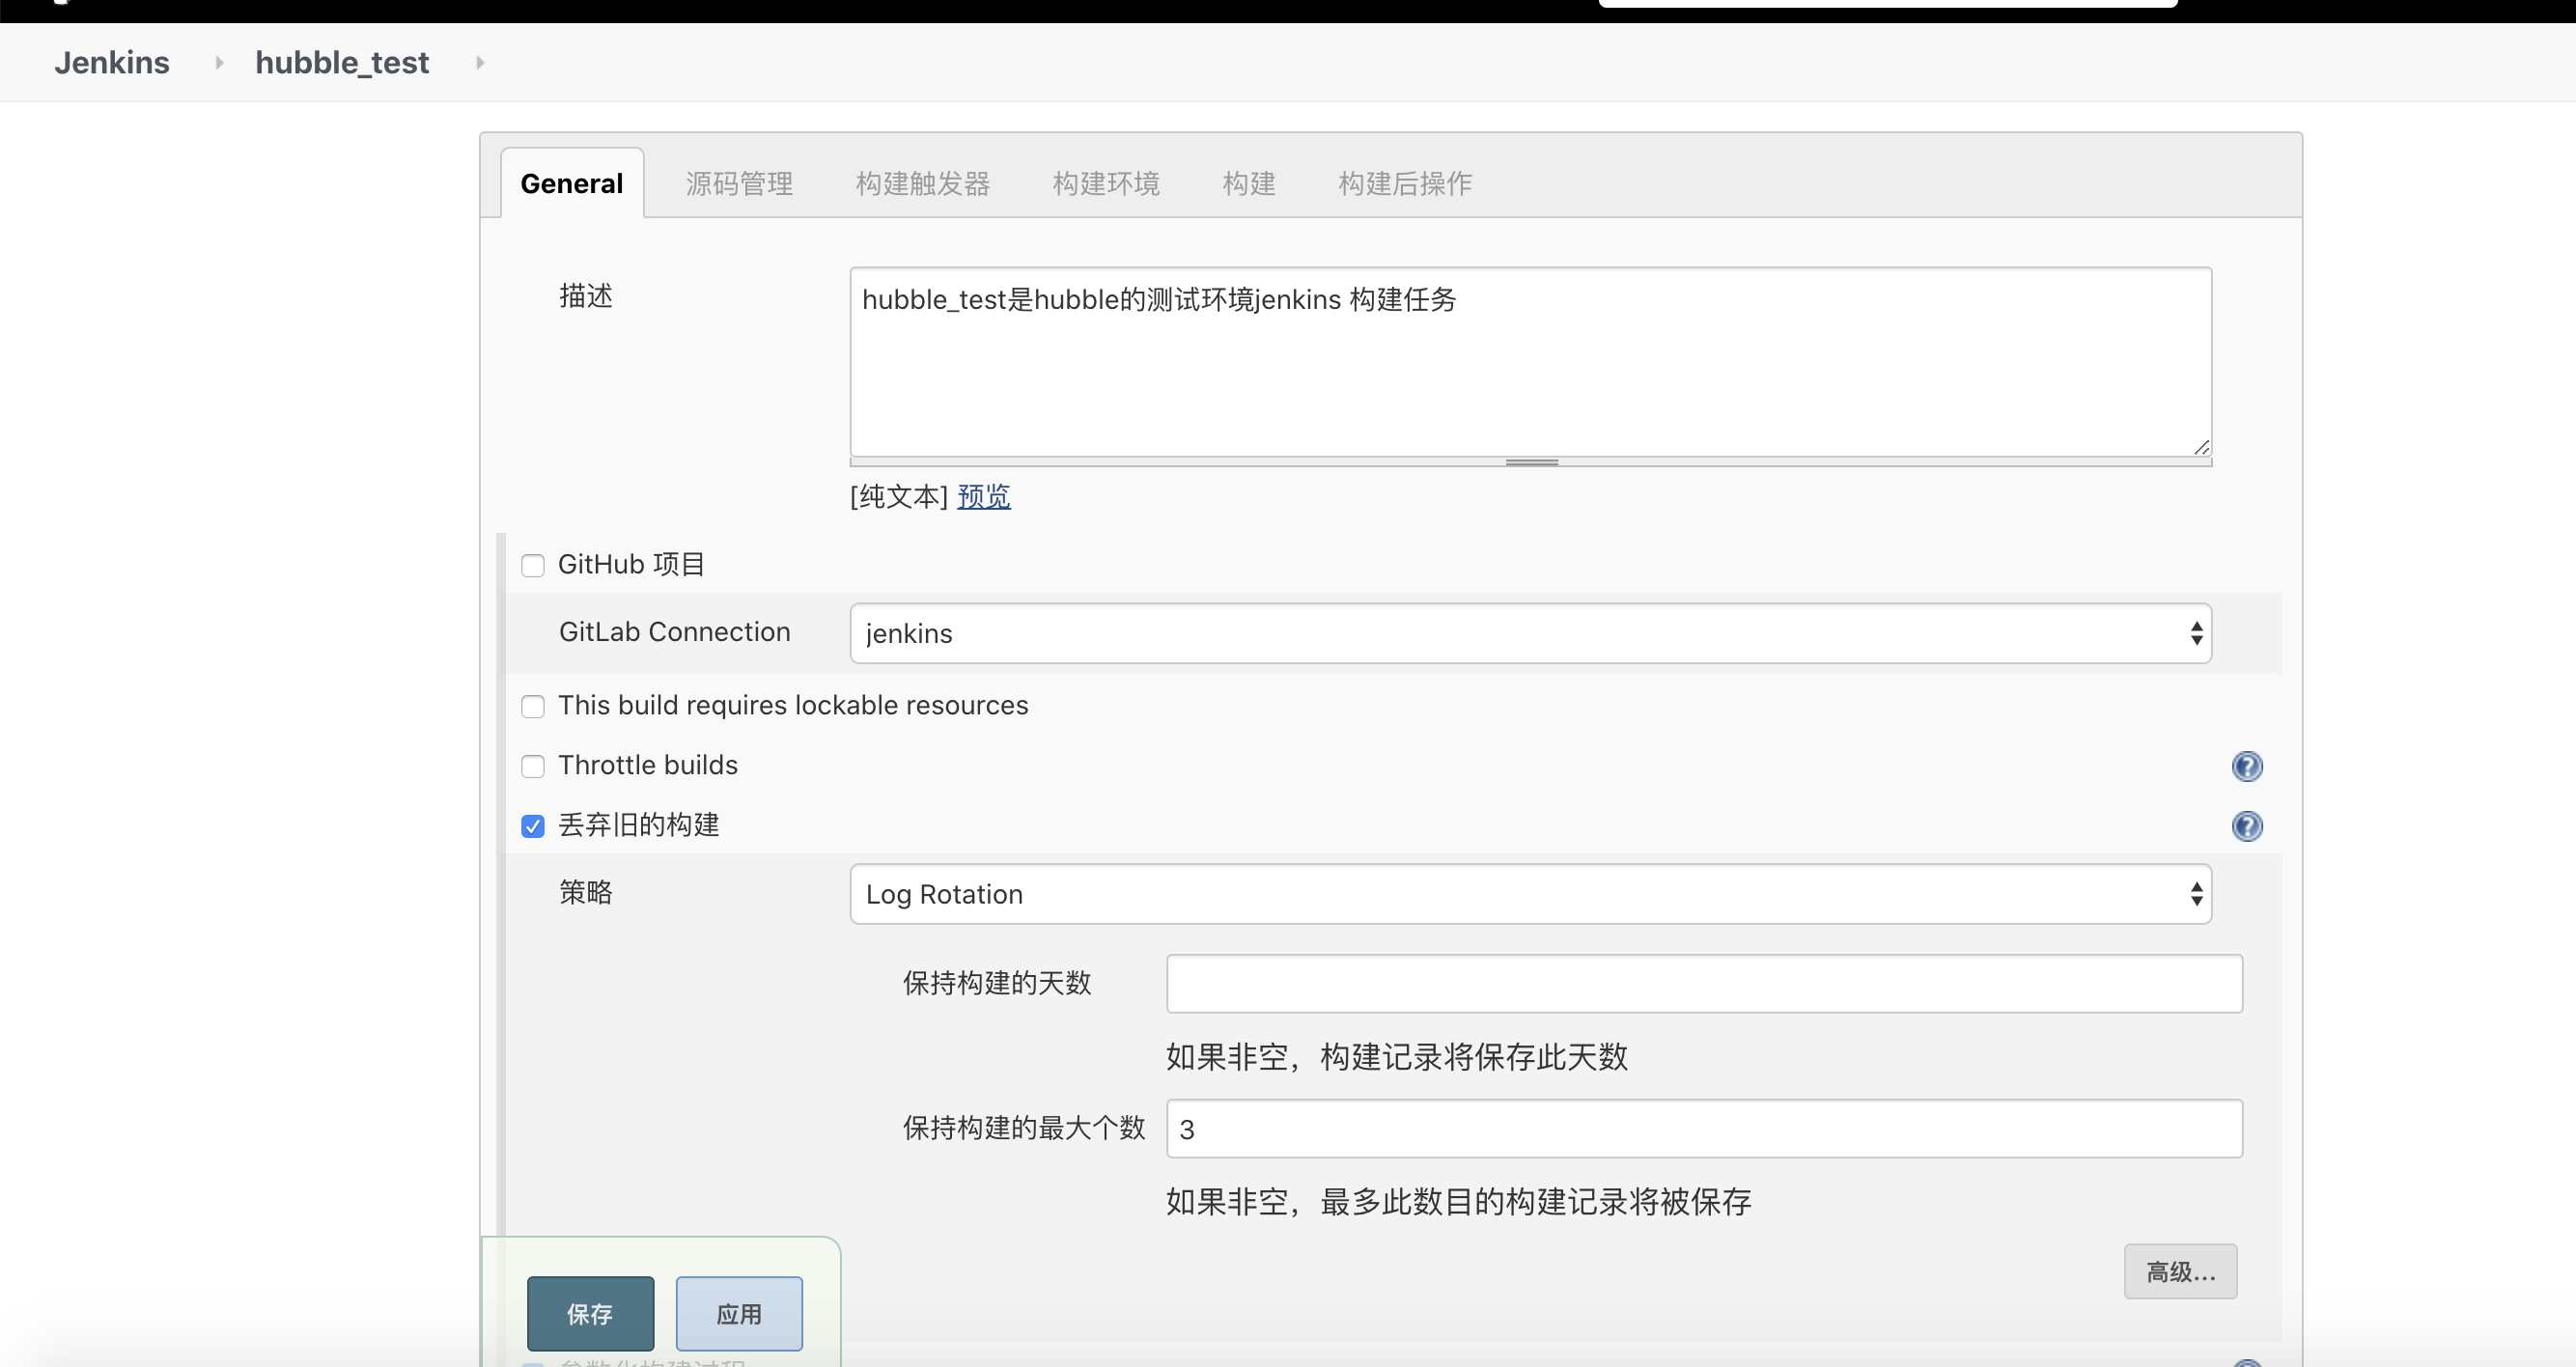 Jenkins
hubble_test
General 源码管理 构建触发器 构建环境 构建 构建后操作
描述
hubble_test是hubble的测试环境jenkins 构建任务
[纯文本] 预览
GitHub 项目
GitLab Connection
jenkins
This build requires lockable resources
Throttle builds
丢弃旧的构建
策略
Log Rotation
保持构建的天数
如果非空，构建记录将保存此天数
保持构建的最大个数
3
如果非空，最多此数目的构建记录将被保存
高级...
保存 应用
参数化构建过程